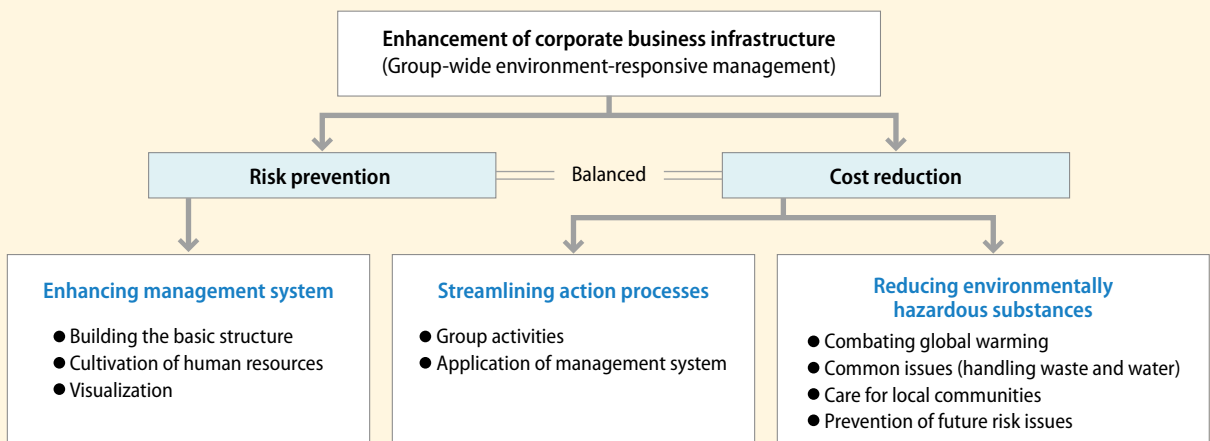 Enhancement of corporate business infrastructure
(Group-wide environment-responsive management)
Risk prevention
Balanced
Cost reduction
Enhancing management system
● Building the basic structure
● Cultivation of human resources
● Visualization
Streamlining action processes
● Group activities
● Application of management system
Reducing environmentally
hazardous substances
● Combating global warming
● Common issues (handling waste and water)
● Care for local communities
● Prevention of future risk issues